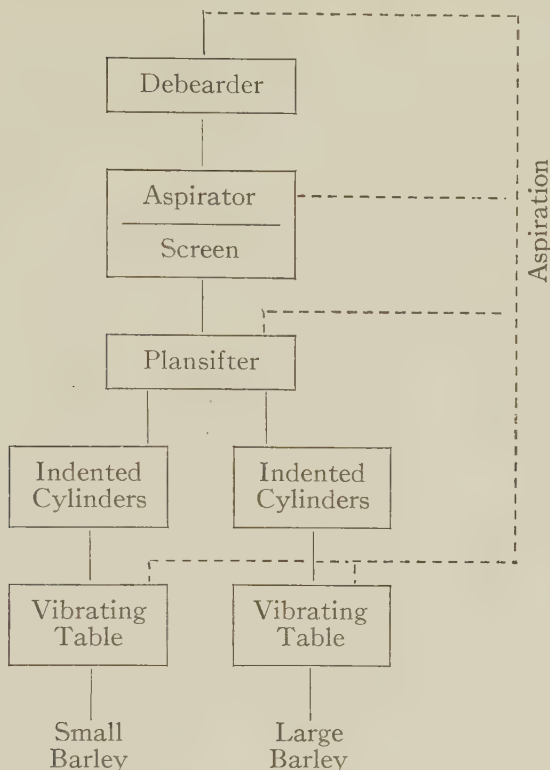 Debearder
Aspirator
Screen
Aspiration
Plansifter
Indented
Cylinders
Indented
Cylinders
Vibrating
Table
Vibrating
Table
Small
Barley
Large
Barley